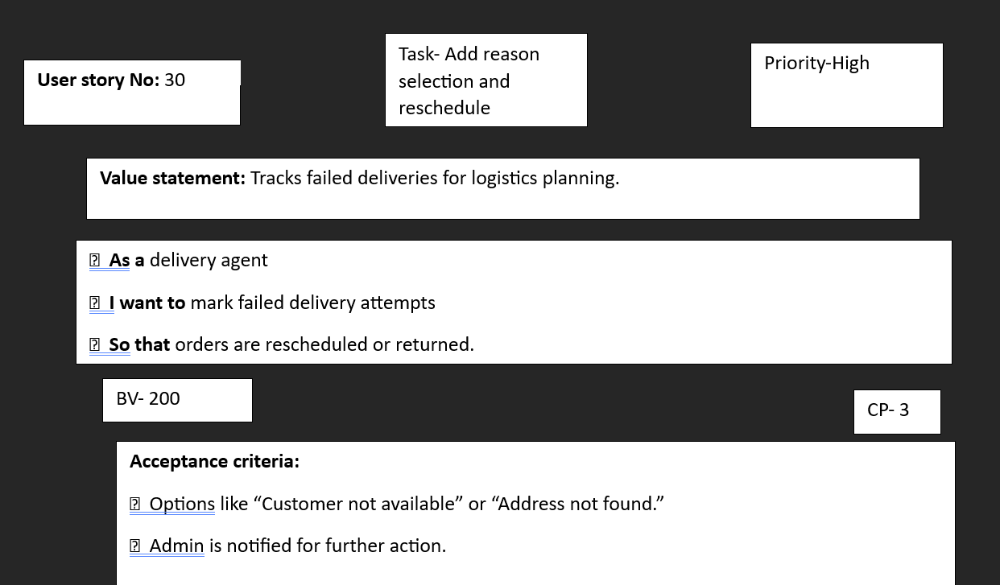 User story No: 30
Task- Add reason
selection and
reschedule
Priority-High
Value statement: Tracks failed deliveries for logistics planning.
As a delivery agent
I want to mark failed delivery attempts
So that orders are rescheduled or returned.
BV- 200
CP- 3
Acceptance criteria:
Options like “Customer not available” or “Address not found.”
Admin is notified for further action.